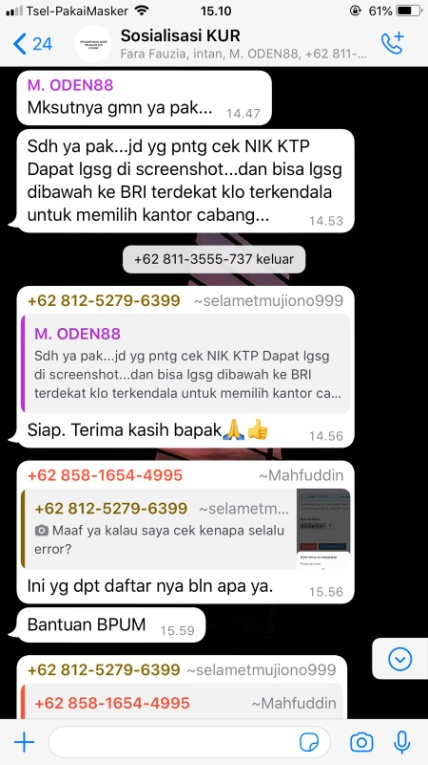 Tsel-PakaiMasker 15.10 61%
24 Sosialisasi KUR
Fara Fauzia, intan, M. ODEN88, +62 811-...
M. ODEN88
Mksutnya gmn ya pak... 14.47
Sdh ya pak...jd yg pntg cek NIK KTP
Dapat lgsg di screenshot...dan bisa lgsg
dibawah ke BRI terdekat klo terkendala
untuk memilih kantor cabang... 14.53
+62 811-3555-737 keluar
+62 812-5279-6399 ~selametmujiono999
M. ODEN88
Sdh ya pak...jd yg pntg cek NIK KTP Dapat lgsg
di screenshot...dan bisa lgsg dibawah ke BRI
terdekat klo terkendala untuk memilih kantor ca...
Siap. Terima kasih bapak🙏👍 14.56
+62 858-1654-4995 ~Mahfuddin
+62 812-5279-6399 ~selametm...
Maaf ya kalau saya cek kenapa selalu
error?
Ini yg dpt daftar nya bln apa ya. 15.56
Bantuan BPUM 15.59
+62 812-5279-6399 ~selametmujiono999
+62 858-1654-4995 ~Mahfuddin